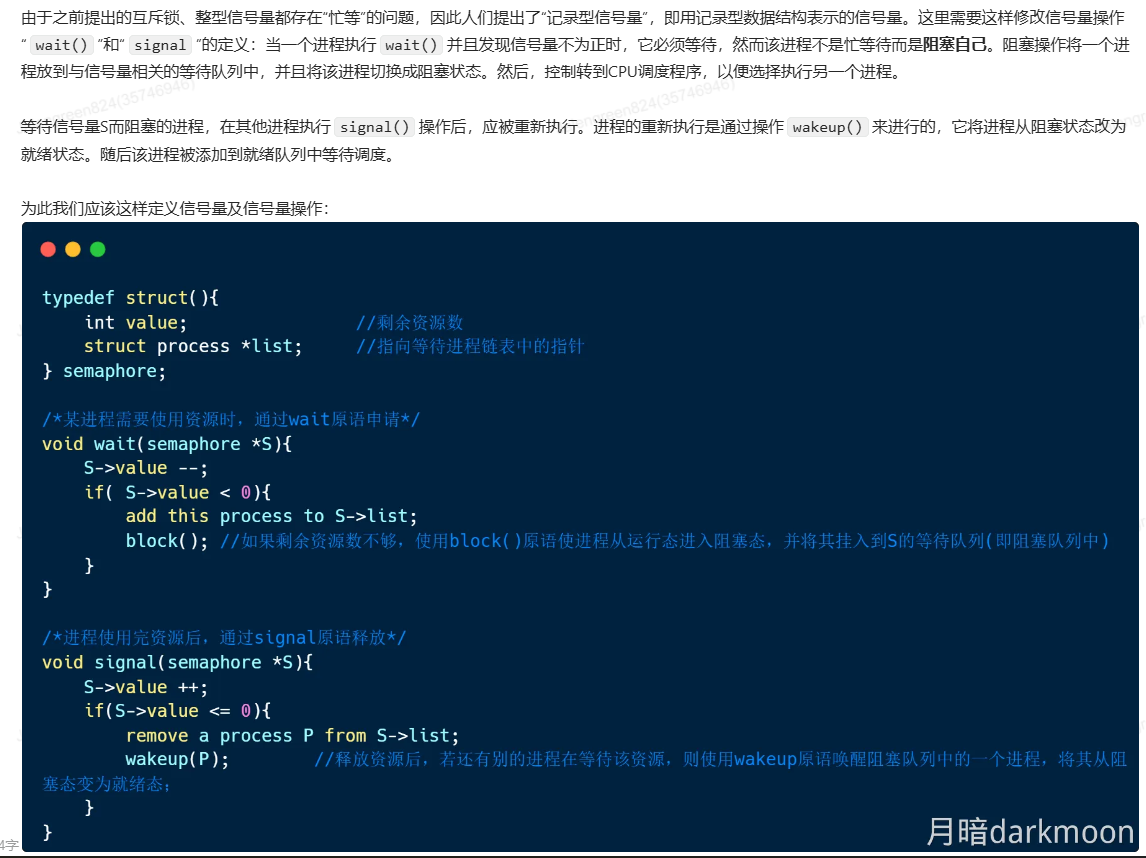 由于之前提出的互斥锁、整型信号量都存在“忙等”的问题，因此人们提出了“记录型信号量”，即用记录型数据结构表示的信号量。这里需要这样修改信号量操作
“ wait() ”和“ signal ”的定义：当一个进程执行 wait() 并且发现信号量不为正时，它必须等待，然而该进程不是忙等待而是阻塞自己。阻塞操作将一个进
程放到与信号量相关的等待队列中，并且将该进程切换成阻塞状态。然后，控制转到CPU调度程序，以便选择执行另一个进程。
等待信号量S而阻塞的进程，在其他进程执行 signal() 操作后，应被重新执行。进程的重新执行是通过操作 wakeup() 来进行的，它将进程从阻塞状态改为
就绪状态。随后该进程被添加到就绪队列中等待调度。
为此我们应该这样定义信号量及信号量操作：
typedef struct(){
    int value;                //剩余资源数
    struct process *list;     //指向等待进程链表中的指针
} semaphore;
/*某进程需要使用资源时，通过wait原语申请*/
void wait(semaphore *S){
    S->value --;
    if( S->value < 0){
        add this process to S->list;
        block(); //如果剩余资源数不够，使用block()原语使进程从运行态进入阻塞态，并将其挂入到S的等待队列(即阻塞队列中)
    }
}
/*进程使用完资源后，通过signal原语释放*/
void signal(semaphore *S){
    S->value ++;
    if(S->value <= 0){
        remove a process P from S->list;
        wakeup(P);        //释放资源后，若还有别的进程在等待该资源，则使用wakeup原语唤醒阻塞队列中的一个进程，将其从阻
塞态变为就绪态；
    }
}
4字
月暗darkmoon